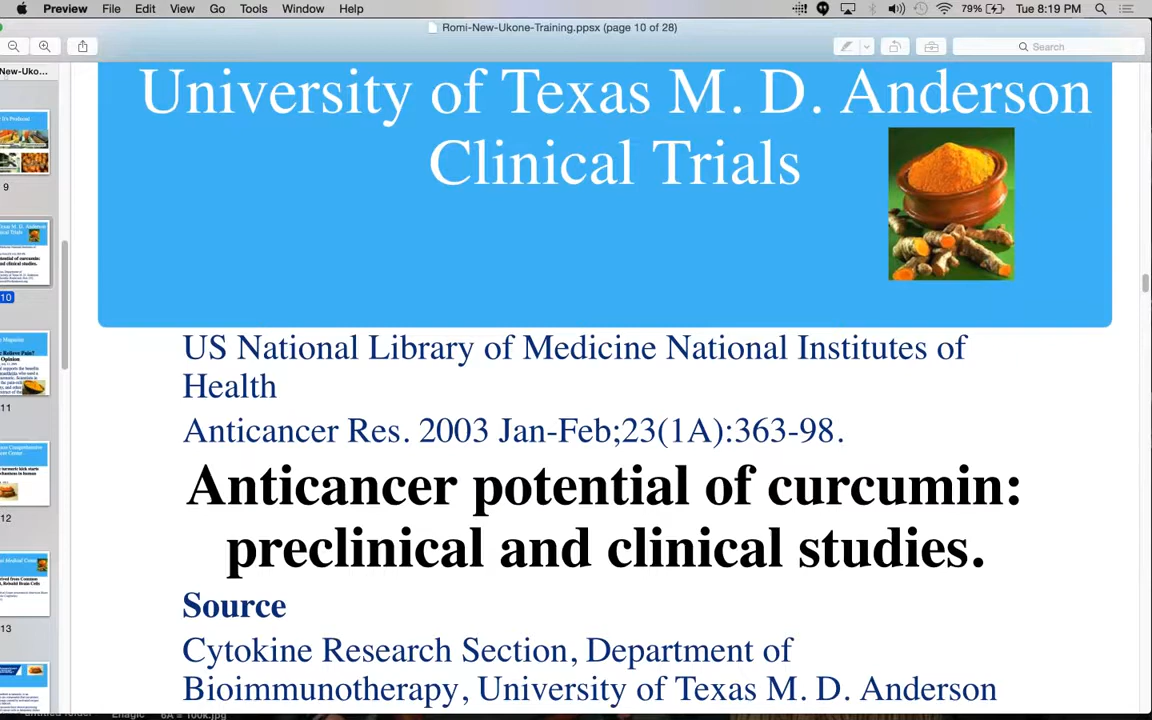 Preview File Edit View Go Tools Window Help 79% Tue 8:19 PM
Romi-New-Ukone-Training.ppsx (page 10 of 28)
Search
New-Uko...
9
10
11
12
13
University of Texas M. D. Anderson
Clinical Trials
US National Library of Medicine National Institutes of
Health
Anticancer Res. 2003 Jan-Feb;23(1A):363-98.
Anticancer potential of curcumin:
preclinical and clinical studies.
Source
Cytokine Research Section, Department of
Bioimmunotherapy, University of Texas M. D. Anderson